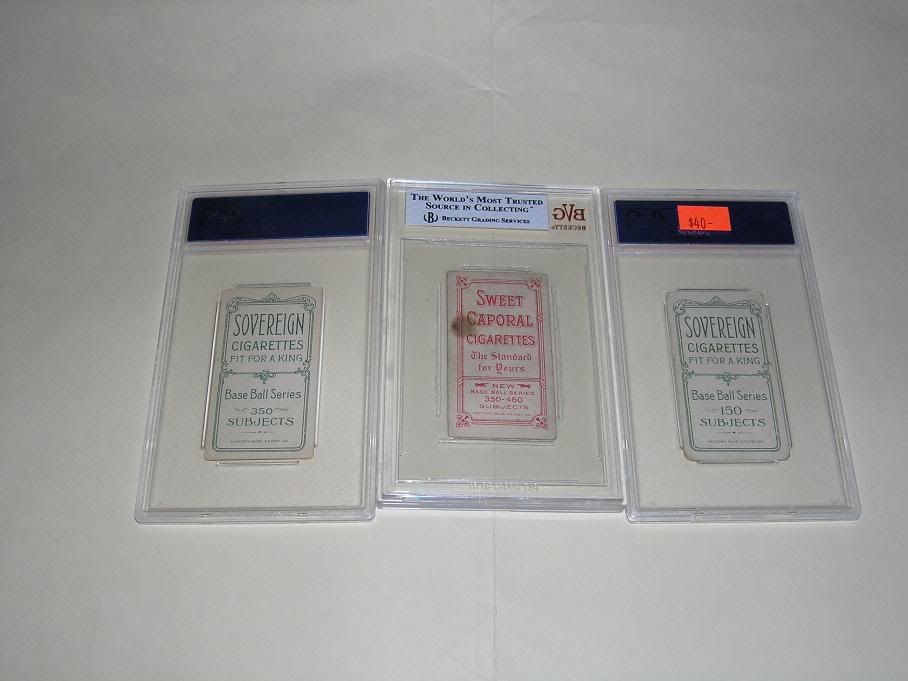 SOVEREIGN
CIGARETTES
FIT FOR A KING
Base Ball Series
350
SUBJECTS
THE WORLD'S MOST TRUSTED
SOURCE IN COLLECTING™
B BECKETT GRADING SERVICES
BVG
BECKETT®
SWEET
CAPORAL
CIGARETTES
The Standard
for Years
NEW
BASE BALL SERIES
350-460
SUBJECTS
$40-
SOVEREIGN
CIGARETTES
FIT FOR A KING
Base Ball Series
150
SUBJECTS